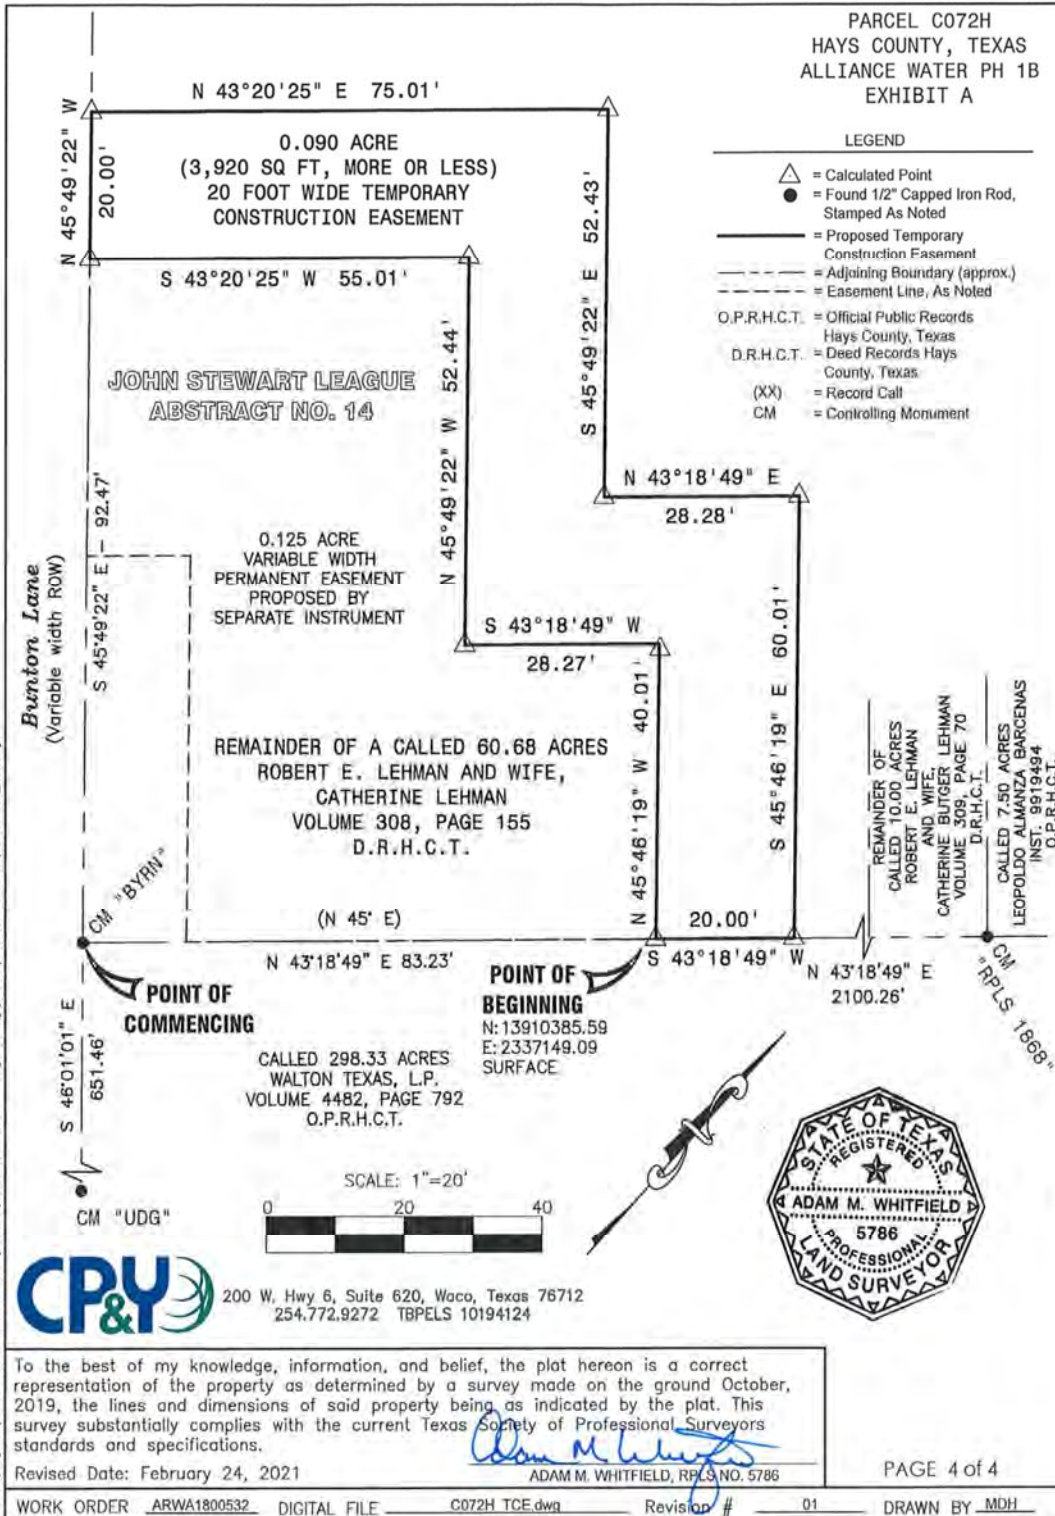 PARCEL C072H
HAYS COUNTY, TEXAS
ALLIANCE WATER PH 1B
EXHIBIT A
LEGEND
= Calculated Point
= Found 1/2" Capped Iron Rod,
Stamped As Noted
= Proposed Temporary
Construction Easement
= Adjoining Boundary (approx.)
= Easement Line, As Noted
O.P.R.H.C.T. = Official Public Records
Hays County, Texas
D.R.H.C.T. = Deed Records Hays
County, Texas
(XX) = Record Call
CM = Controlling Monument
N 43°20'25" E 75.01'
N 45°49'22" W
20.00'
0.090 ACRE
(3,920 SQ FT, MORE OR LESS)
20 FOOT WIDE TEMPORARY
CONSTRUCTION EASEMENT
S 43°20'25" W 55.01'
S 45°49'22" E 52.43'
N 45°49'22" W 52.44'
JOHN STEWART LEAGUE
ABSTRACT NO. 14
N 43°18'49" E
28.28'
S 45°49'22" E - 92.47'
Bunton Lane
(Variable width ROW)
0.125 ACRE
VARIABLE WIDTH
PERMANENT EASEMENT
PROPOSED BY
SEPARATE INSTRUMENT
S 43°18'49" W
28.27'
N 45°46'19" W 40.01'
S 45°46'19" E 60.01'
REMAINDER OF A CALLED 60.68 ACRES
ROBERT E. LEHMAN AND WIFE,
CATHERINE LEHMAN
VOLUME 308, PAGE 155
D.R.H.C.T.
REMAINDER OF
CALLED 10.00 ACRES
ROBERT E. LEHMAN
AND WIFE,
CATHERINE BUTGER LEHMAN
VOLUME 309, PAGE 70
D.R.H.C.T.
CALLED 7.50 ACRES
LEOPOLDO ALMANZA BARCENAS
INST. 9919494
O.P.R.H.C.T.
CM "BYRN"
(N 45° E)
N 43°18'49" E 83.23'
20.00'
S 43°18'49" W
N 43°18'49" E
2100.26'
CM
"RPLS 1868"
POINT OF
COMMENCING
POINT OF
BEGINNING
N:13910385.59
E:2337149.09
SURFACE
S 46°01'01" E
651.46'
CALLED 298.33 ACRES
WALTON TEXAS, L.P.
VOLUME 4482, PAGE 792
O.P.R.H.C.T.
CM "UDG"
SCALE: 1"=20'
0 20 40
STATE OF TEXAS
REGISTERED
ADAM M. WHITFIELD
5786
PROFESSIONAL
LAND SURVEYOR
CP&Y
200 W. Hwy 6, Suite 620, Waco, Texas 76712
254.772.9272 TBPELS 10194124
To the best of my knowledge, information, and belief, the plat hereon is a correct
representation of the property as determined by a survey made on the ground October,
2019, the lines and dimensions of said property being as indicated by the plat. This
survey substantially complies with the current Texas Society of Professional Surveyors
standards and specifications.
Adam M. Whitfield
Revised Date: February 24, 2021
ADAM M. WHITFIELD, RPLS NO. 5786
PAGE 4 of 4
WORK ORDER ARWA1800532 DIGITAL FILE C072H TCE.dwg Revision # 01 DRAWN BY MDH